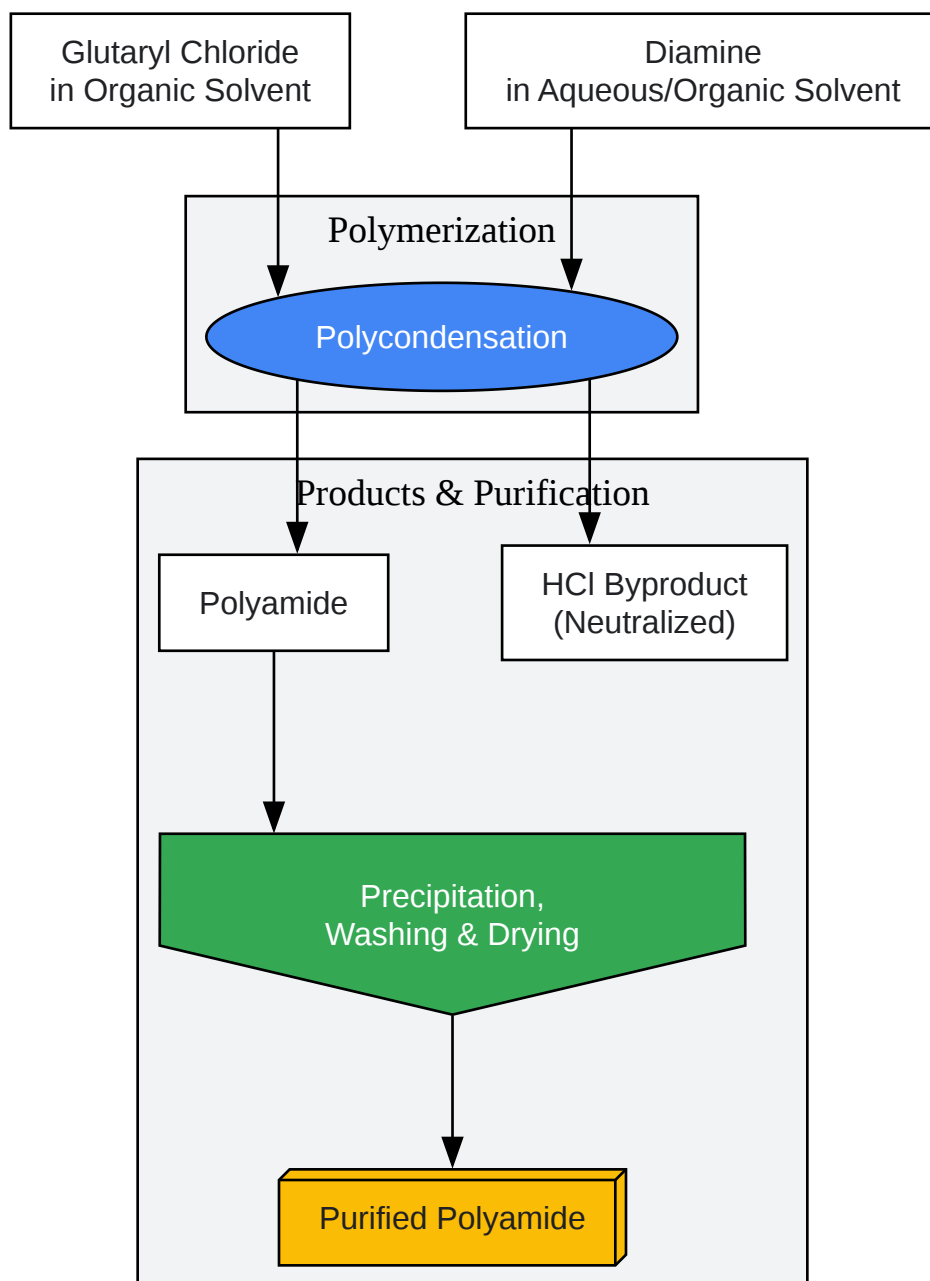 Glutaryl Chloride
in Organic Solvent
Diamine
in Aqueous/Organic Solvent
Polymerization
Polycondensation
Products & Purification
Polyamide
HCl Byproduct
(Neutralized)
Precipitation,
Washing & Drying
Purified Polyamide